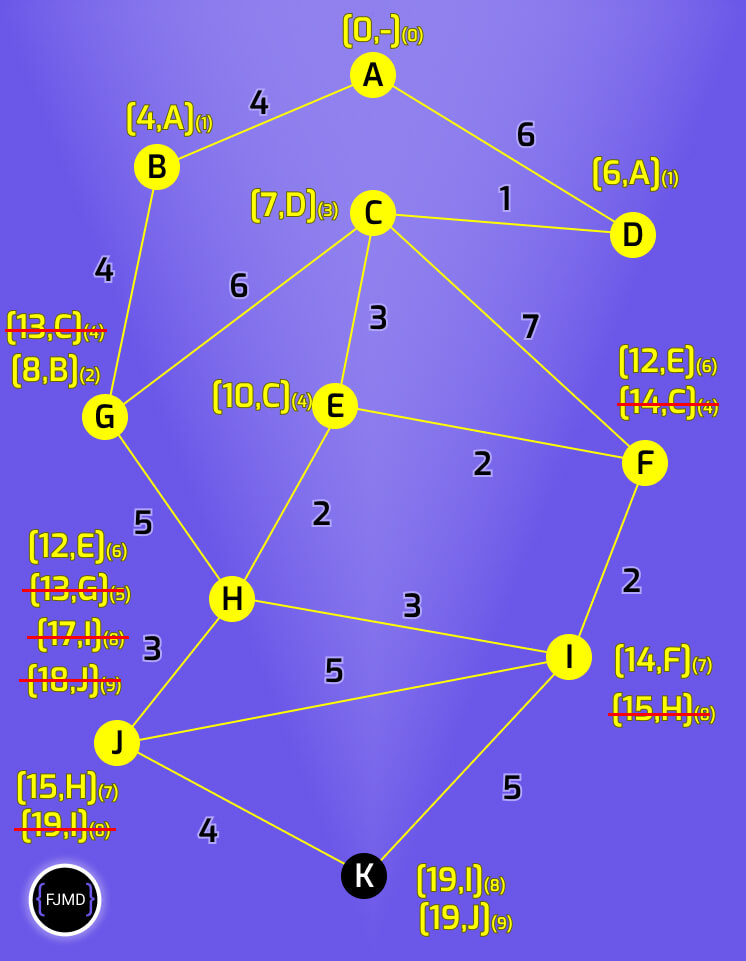 [0,-](0)
A
4
[4,A](1)
6
B
[6,A](1)
[7,D](3)
C
1
D
4
6
3
7
[13,C](4)
[8,B](2)
[12,E](6)
[14,C](4)
[10,C](4)
E
G
F
2
5
2
[12,E](6)
[13,G](5)
2
H
3
[17,I](8)
3
I
[14,F](7)
[18,J](9)
5
[15,H](8)
J
[15,H](7)
[19,I](8)
5
4
K
[19,I](8)
[19,J](9)
{FJMD}